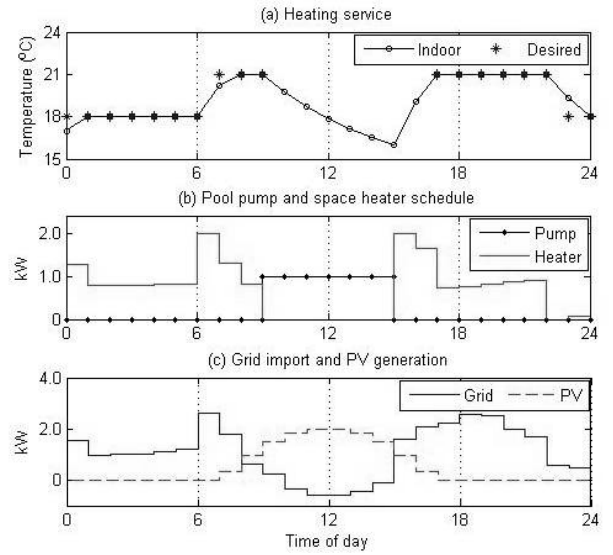 (a) Heating service
Temperature (⁰C)
21
18
15
Indoor
Desired
0 6 12 18 24
(b) Pool pump and space heater schedule
kW
2.0
1.0
0
Pump
Heater
0 6 12 18 24
(c) Grid import and PV generation
kW
4.0
2.0
0
Grid
PV
0 6 12 18 24
Time of day